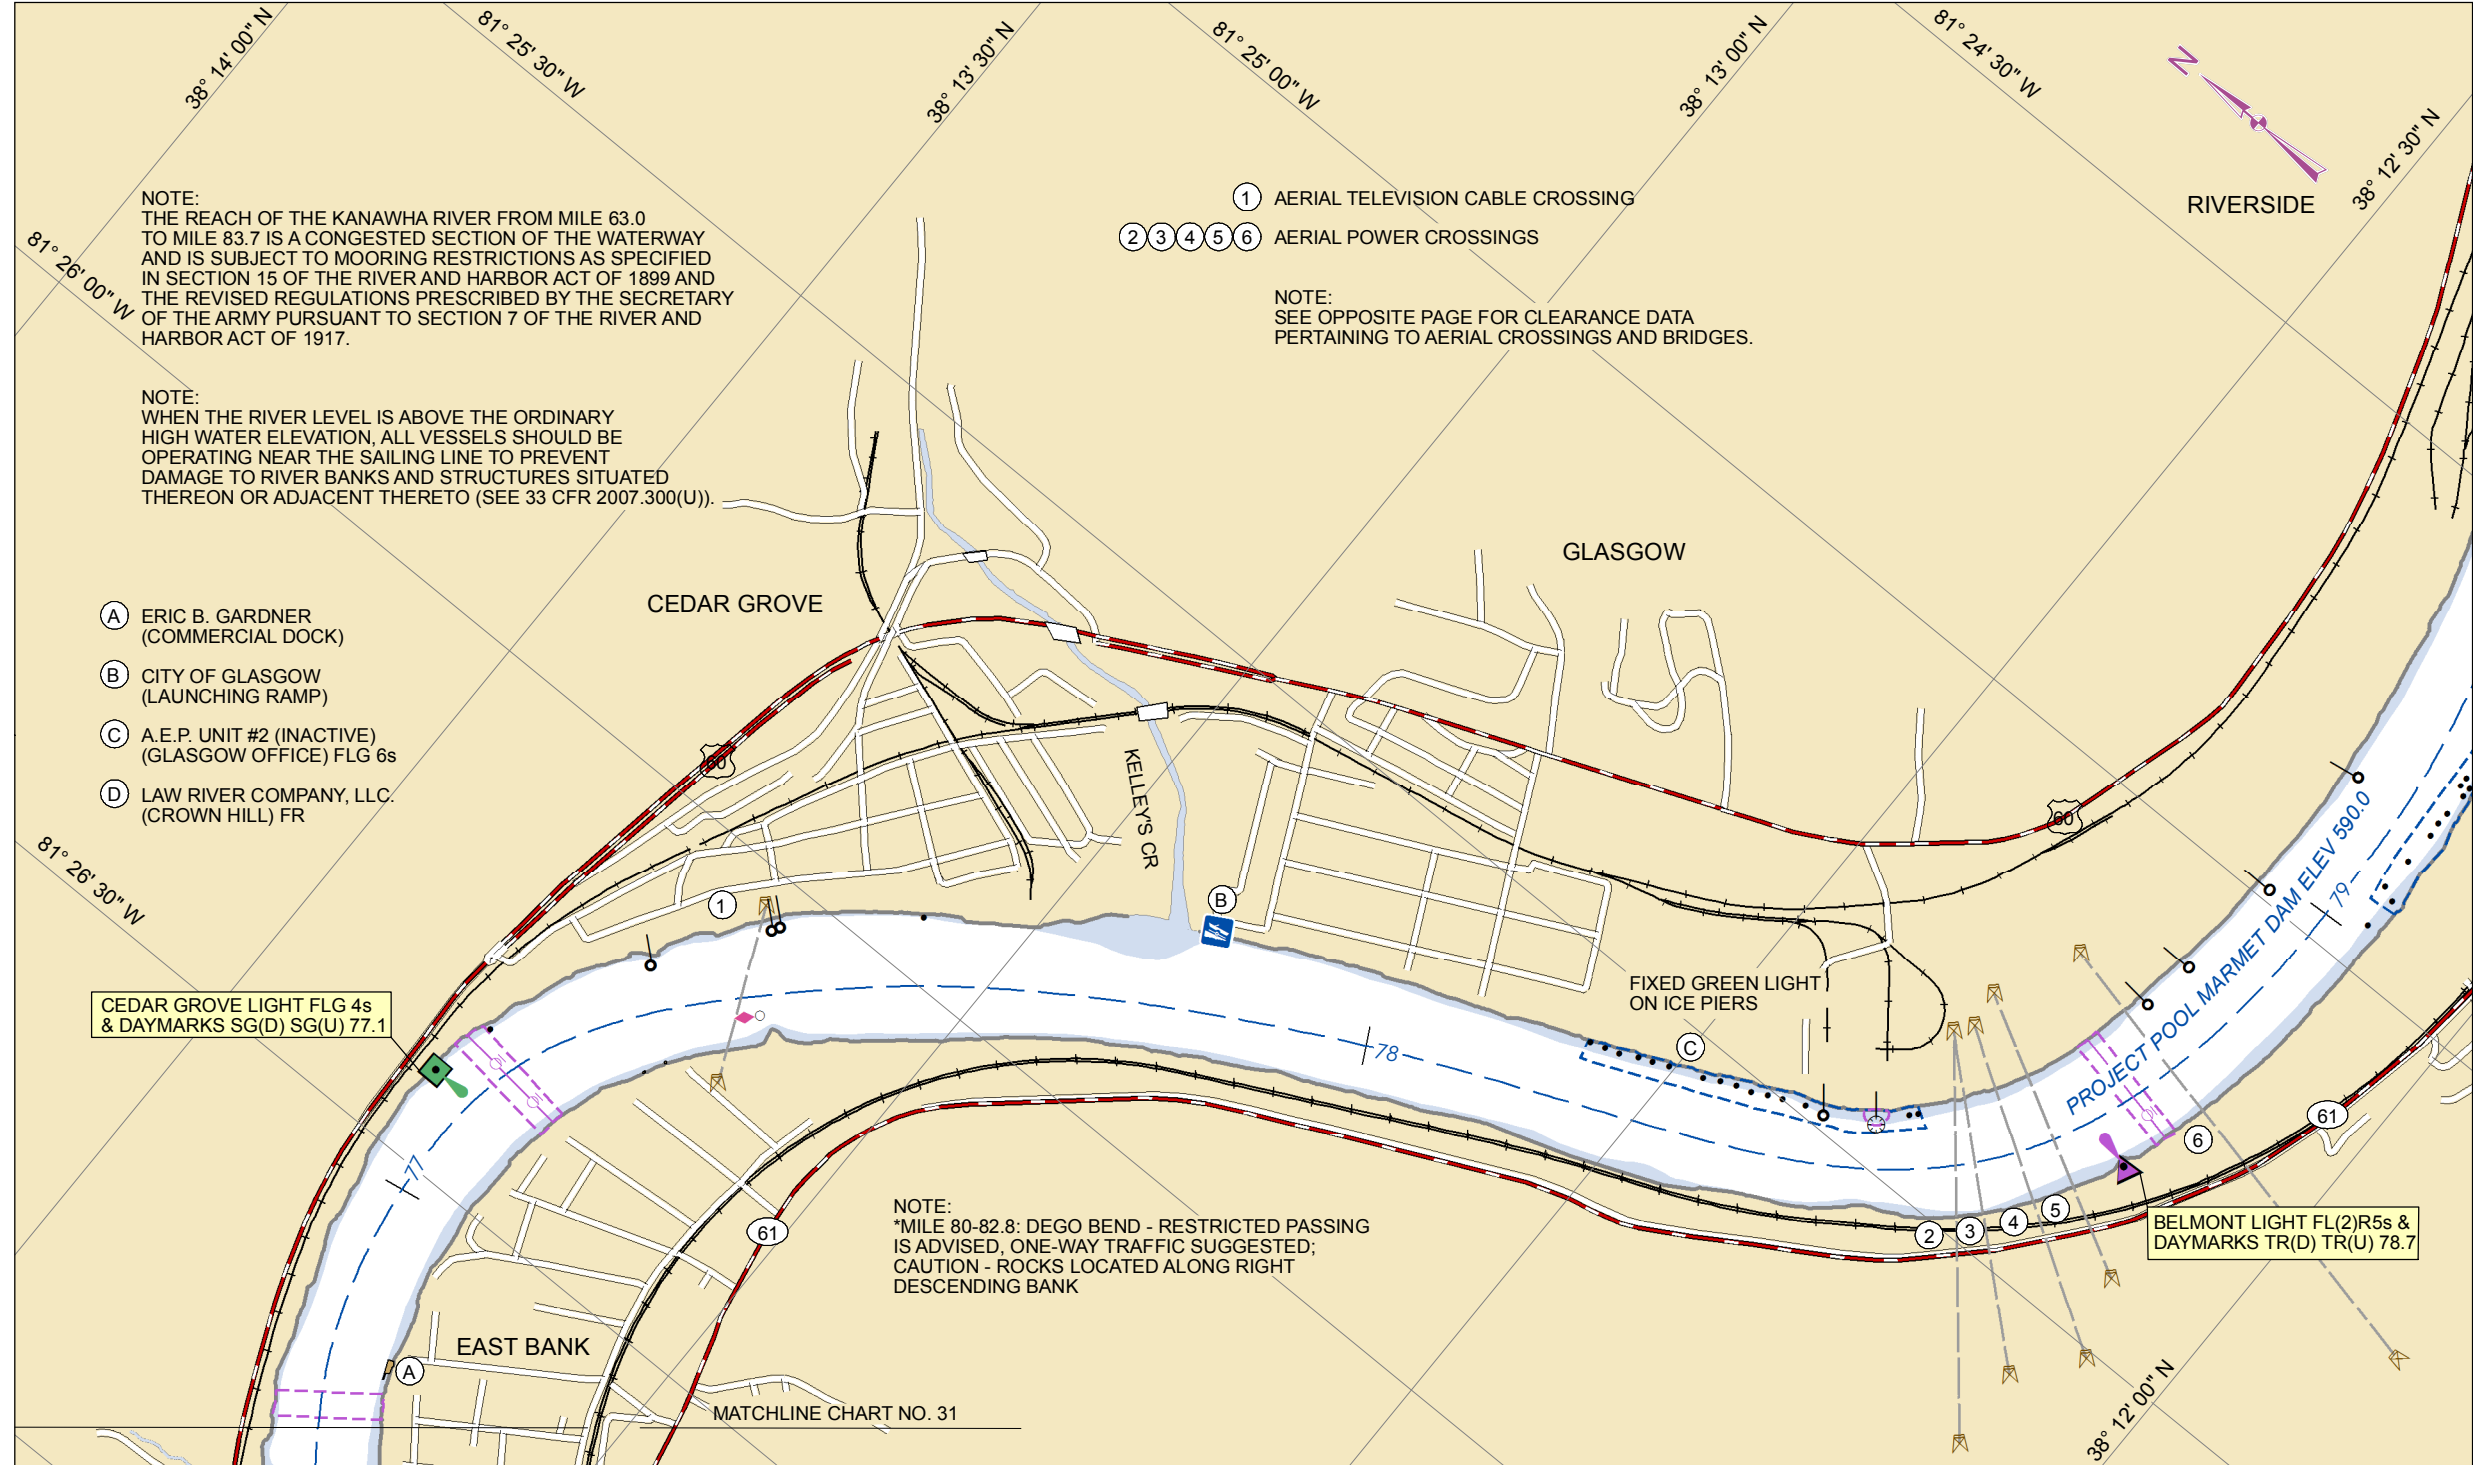 38° 14' 00" N
81° 25' 30" W
38° 13' 30" N
81° 25' 00" W
38° 13' 00" N
81° 24' 30" W
N
38° 12' 30" N
RIVERSIDE
81° 26' 00" W
NOTE:
THE REACH OF THE KANAWHA RIVER FROM MILE 63.0
TO MILE 83.7 IS A CONGESTED SECTION OF THE WATERWAY
AND IS SUBJECT TO MOORING RESTRICTIONS AS SPECIFIED
IN SECTION 15 OF THE RIVER AND HARBOR ACT OF 1899 AND
THE REVISED REGULATIONS PRESCRIBED BY THE SECRETARY
OF THE ARMY PURSUANT TO SECTION 7 OF THE RIVER AND
HARBOR ACT OF 1917.
1 AERIAL TELEVISION CABLE CROSSING
2 3 4 5 6 AERIAL POWER CROSSINGS
NOTE:
SEE OPPOSITE PAGE FOR CLEARANCE DATA
PERTAINING TO AERIAL CROSSINGS AND BRIDGES.
NOTE:
WHEN THE RIVER LEVEL IS ABOVE THE ORDINARY
HIGH WATER ELEVATION, ALL VESSELS SHOULD BE
OPERATING NEAR THE SAILING LINE TO PREVENT
DAMAGE TO RIVER BANKS AND STRUCTURES SITUATED
THEREON OR ADJACENT THERETO (SEE 33 CFR 2007.300(U)).
GLASGOW
CEDAR GROVE
A ERIC B. GARDNER
(COMMERCIAL DOCK)
B CITY OF GLASGOW
(LAUNCHING RAMP)
C A.E.P. UNIT #2 (INACTIVE)
(GLASGOW OFFICE) FLG 6s
D LAW RIVER COMPANY, LLC.
(CROWN HILL) FR
60
60
KELLEY'S CR
81° 26' 30" W
1
B
PROJECT POOL MARMET DAM ELEV 590.0
79
FIXED GREEN LIGHT
ON ICE PIERS
CEDAR GROVE LIGHT FLG 4s
& DAYMARKS SG(D) SG(U) 77.1
78
C
77
61
6
61
2
3
4
5
BELMONT LIGHT FL(2)R5s &
DAYMARKS TR(D) TR(U) 78.7
NOTE:
*MILE 80-82.8: DEGO BEND - RESTRICTED PASSING
IS ADVISED, ONE-WAY TRAFFIC SUGGESTED;
CAUTION - ROCKS LOCATED ALONG RIGHT
DESCENDING BANK
EAST BANK
A
MATCHLINE CHART NO. 31
38° 12' 00" N